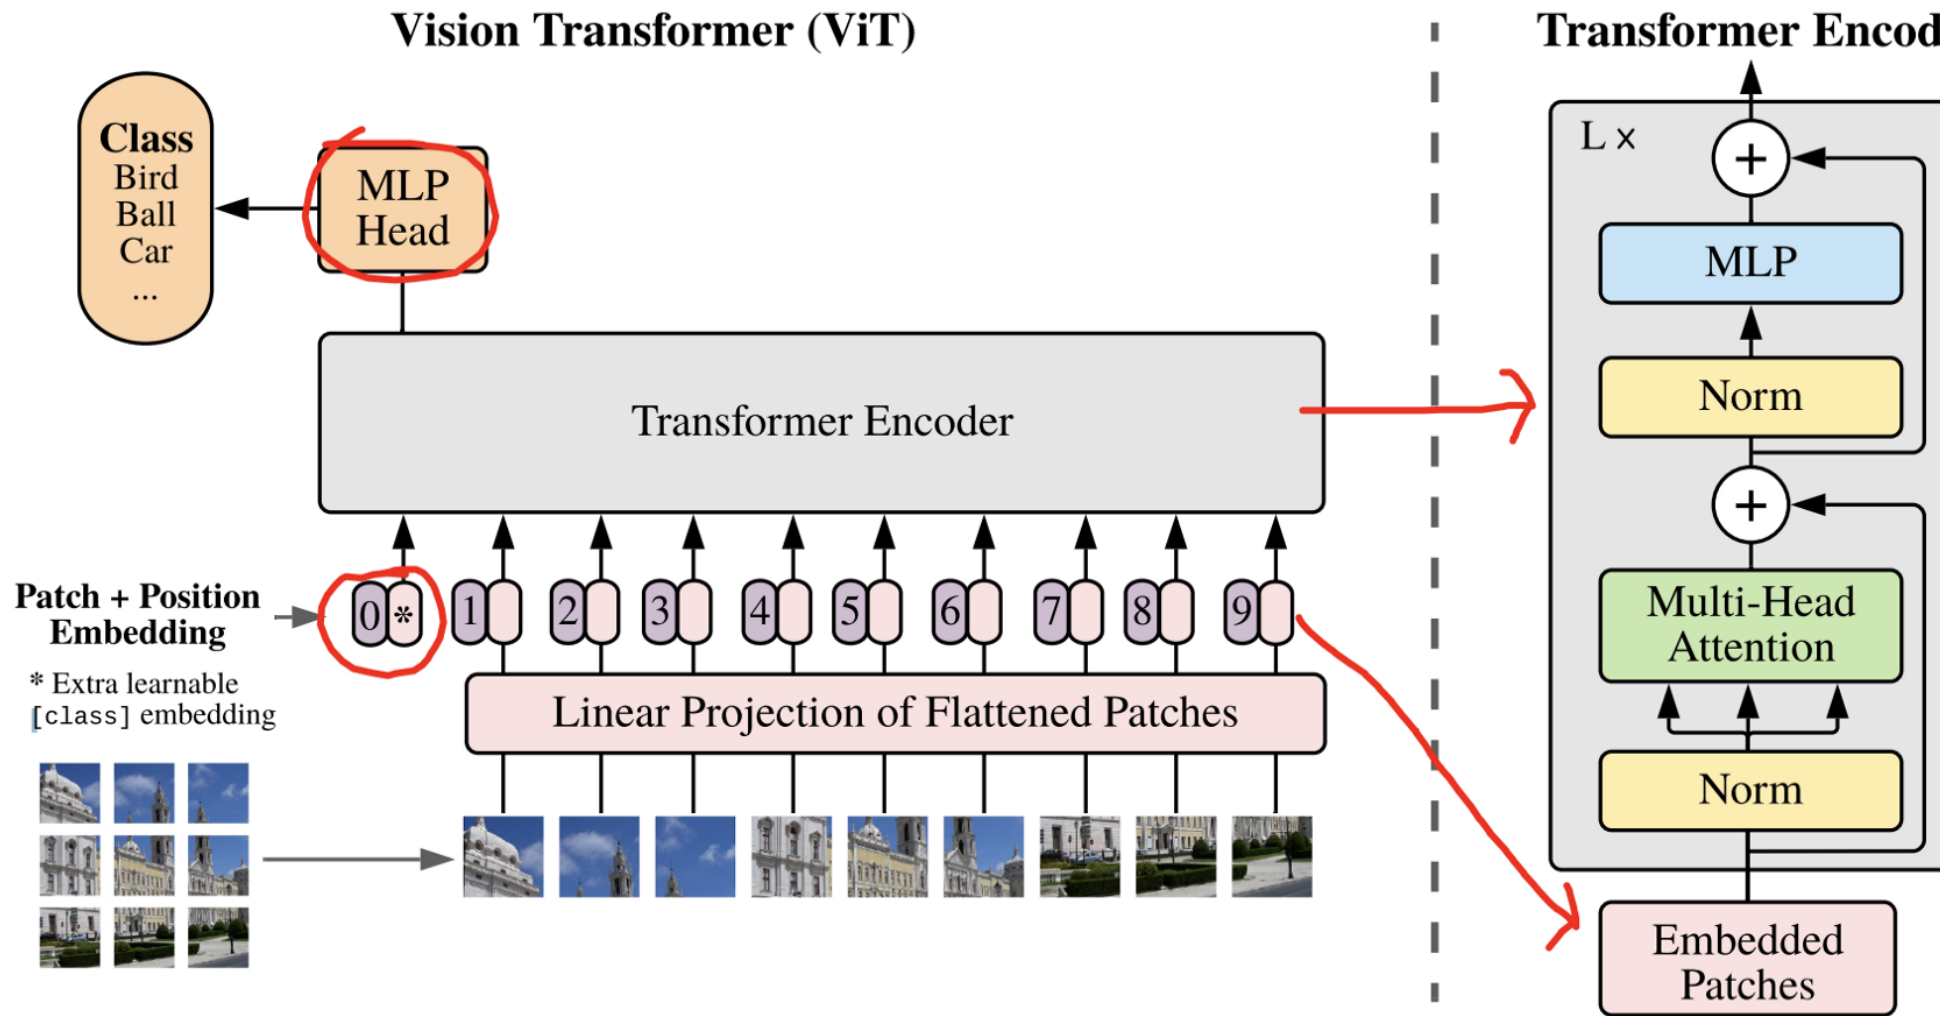 Vision Transformer (ViT)
Transformer Encod
Class
Bird
Ball
Car
...
MLP
Head
Transformer Encoder
Patch + Position
Embedding
* Extra learnable
[class] embedding
0 * 1 2 3 4 5 6 7 8 9
Linear Projection of Flattened Patches
L ×
+
MLP
Norm
+
Multi-Head
Attention
Norm
Embedded
Patches